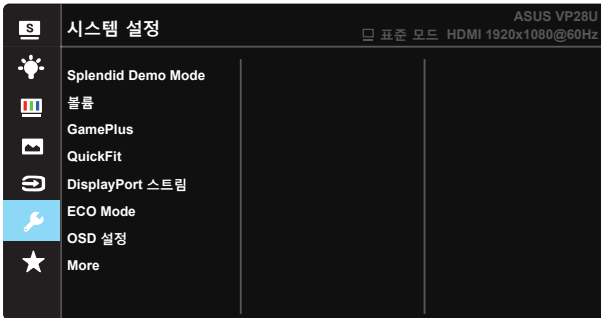 S
시스템 설정
ASUS VP28U
표준 모드 HDMI 1920x1080@60Hz
Splendid Demo Mode
볼륨
GamePlus
QuickFit
DisplayPort 스트림
ECO Mode
OSD 설정
More